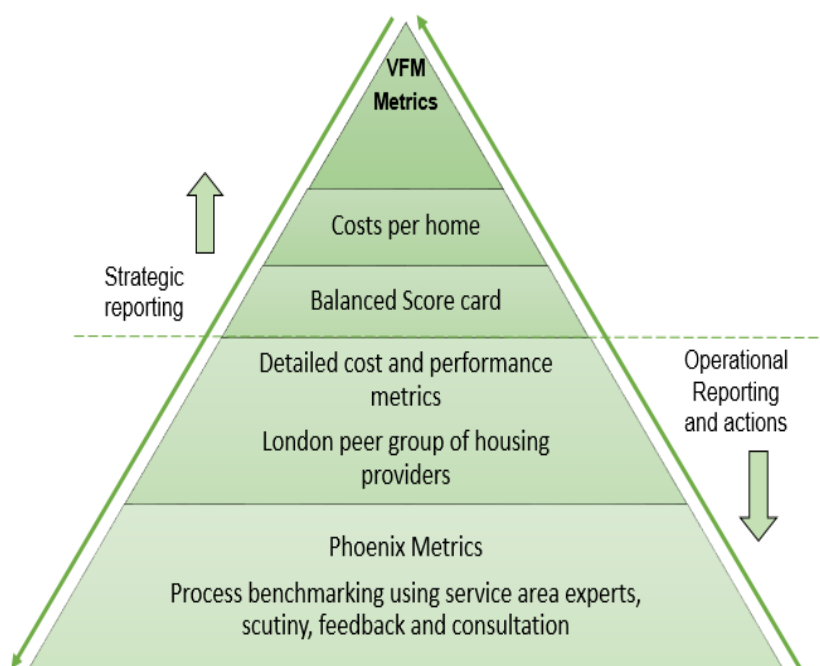 VFM
Metrics
Costs per home
Strategic
reporting
Balanced Score card
Detailed cost and performance
metrics
London peer group of housing
providers
Operational
Reporting
and actions
Phoenix Metrics
Process benchmarking using service area experts,
scutiny, feedback and consultation